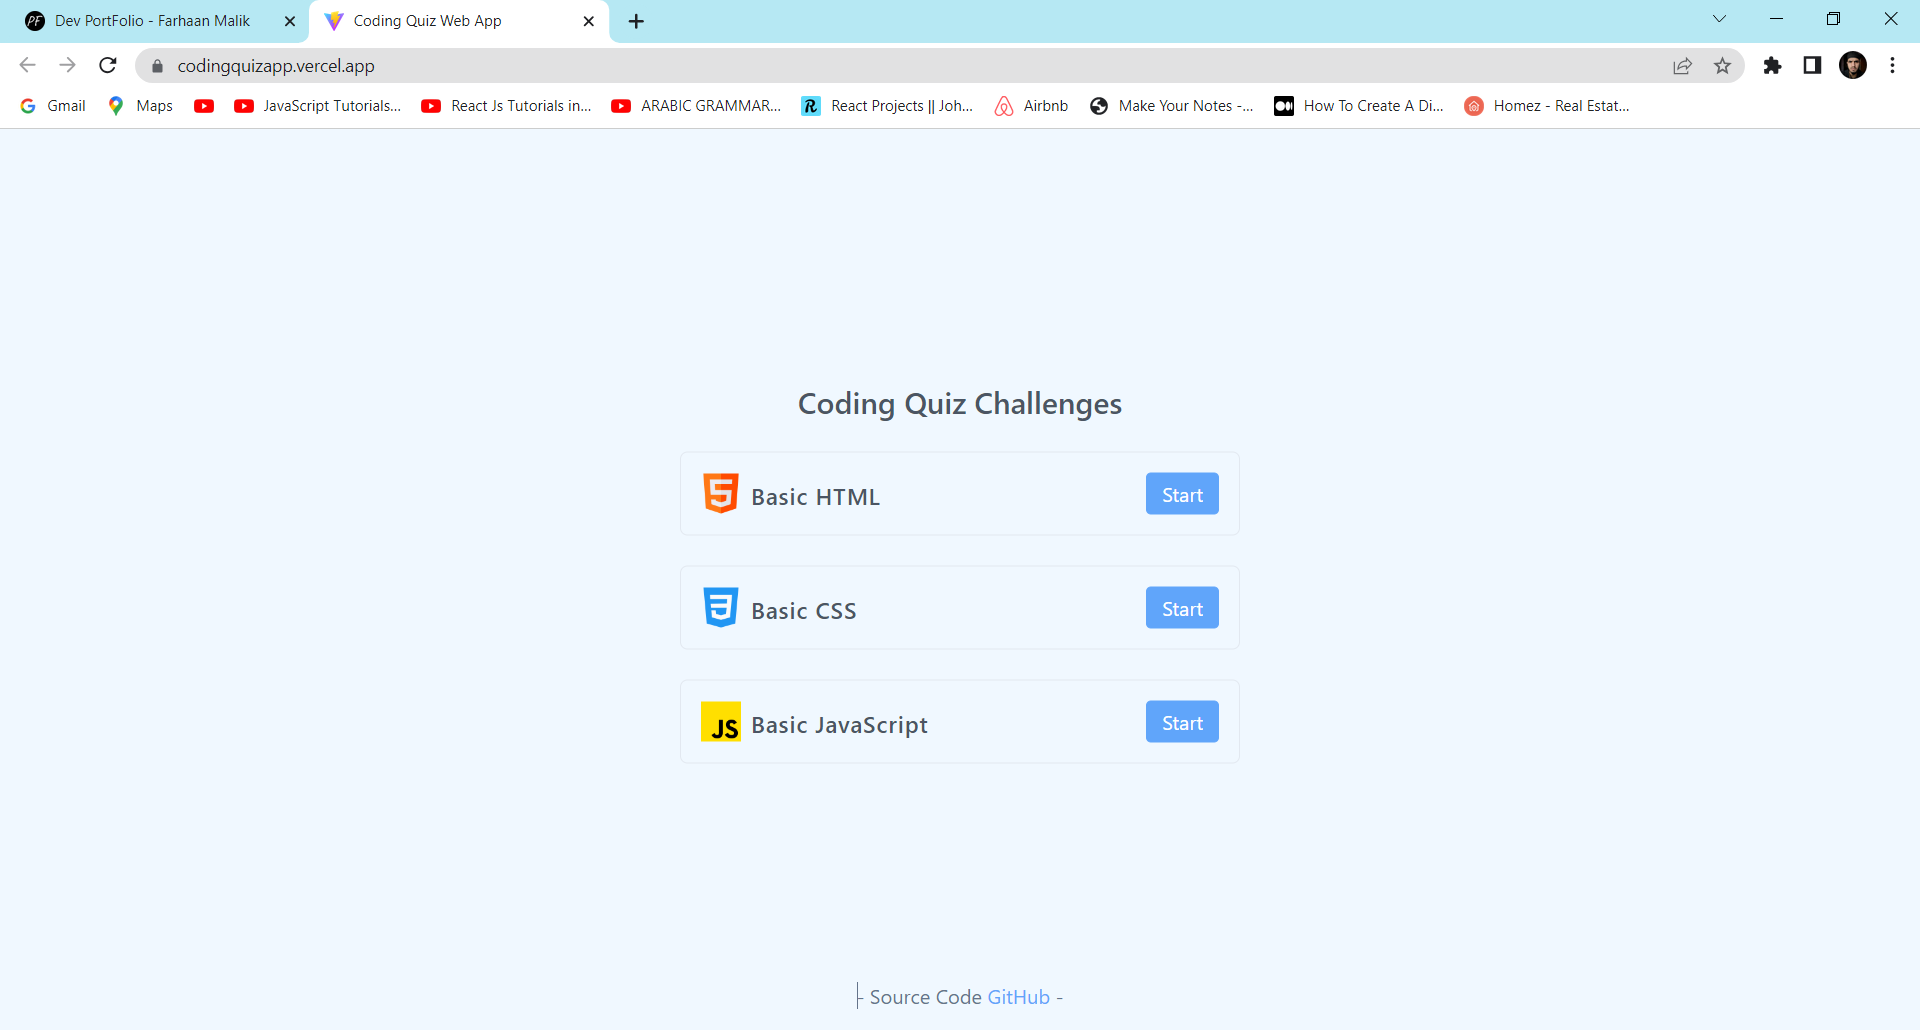 Dev PortFolio - Farhaan Malik
Coding Quiz Web App
codingquizapp.vercel.app
Gmail
Maps
JavaScript Tutorials...
React Js Tutorials in...
ARABIC GRAMMAR...
React Projects || Joh...
Airbnb
Make Your Notes -...
How To Create A Di...
Homez - Real Estat...
Coding Quiz Challenges
Basic HTML
Start
Basic CSS
Start
JS
Basic JavaScript
Start
- Source Code GitHub -